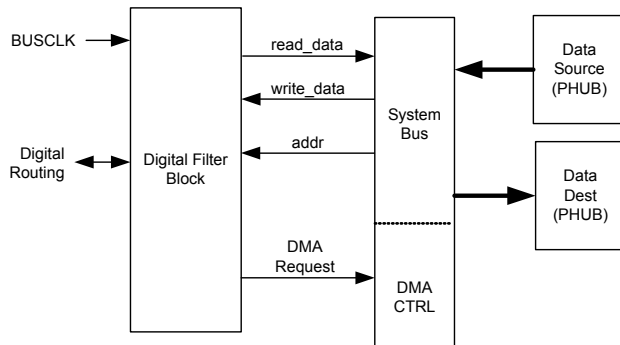 BUSCLK
Digital
Routing
Digital Filter
Block
read_data
write_data
addr
DMA
Request
System
Bus
DMA
CTRL
Data
Source
(PHUB)
Data
Dest
(PHUB)